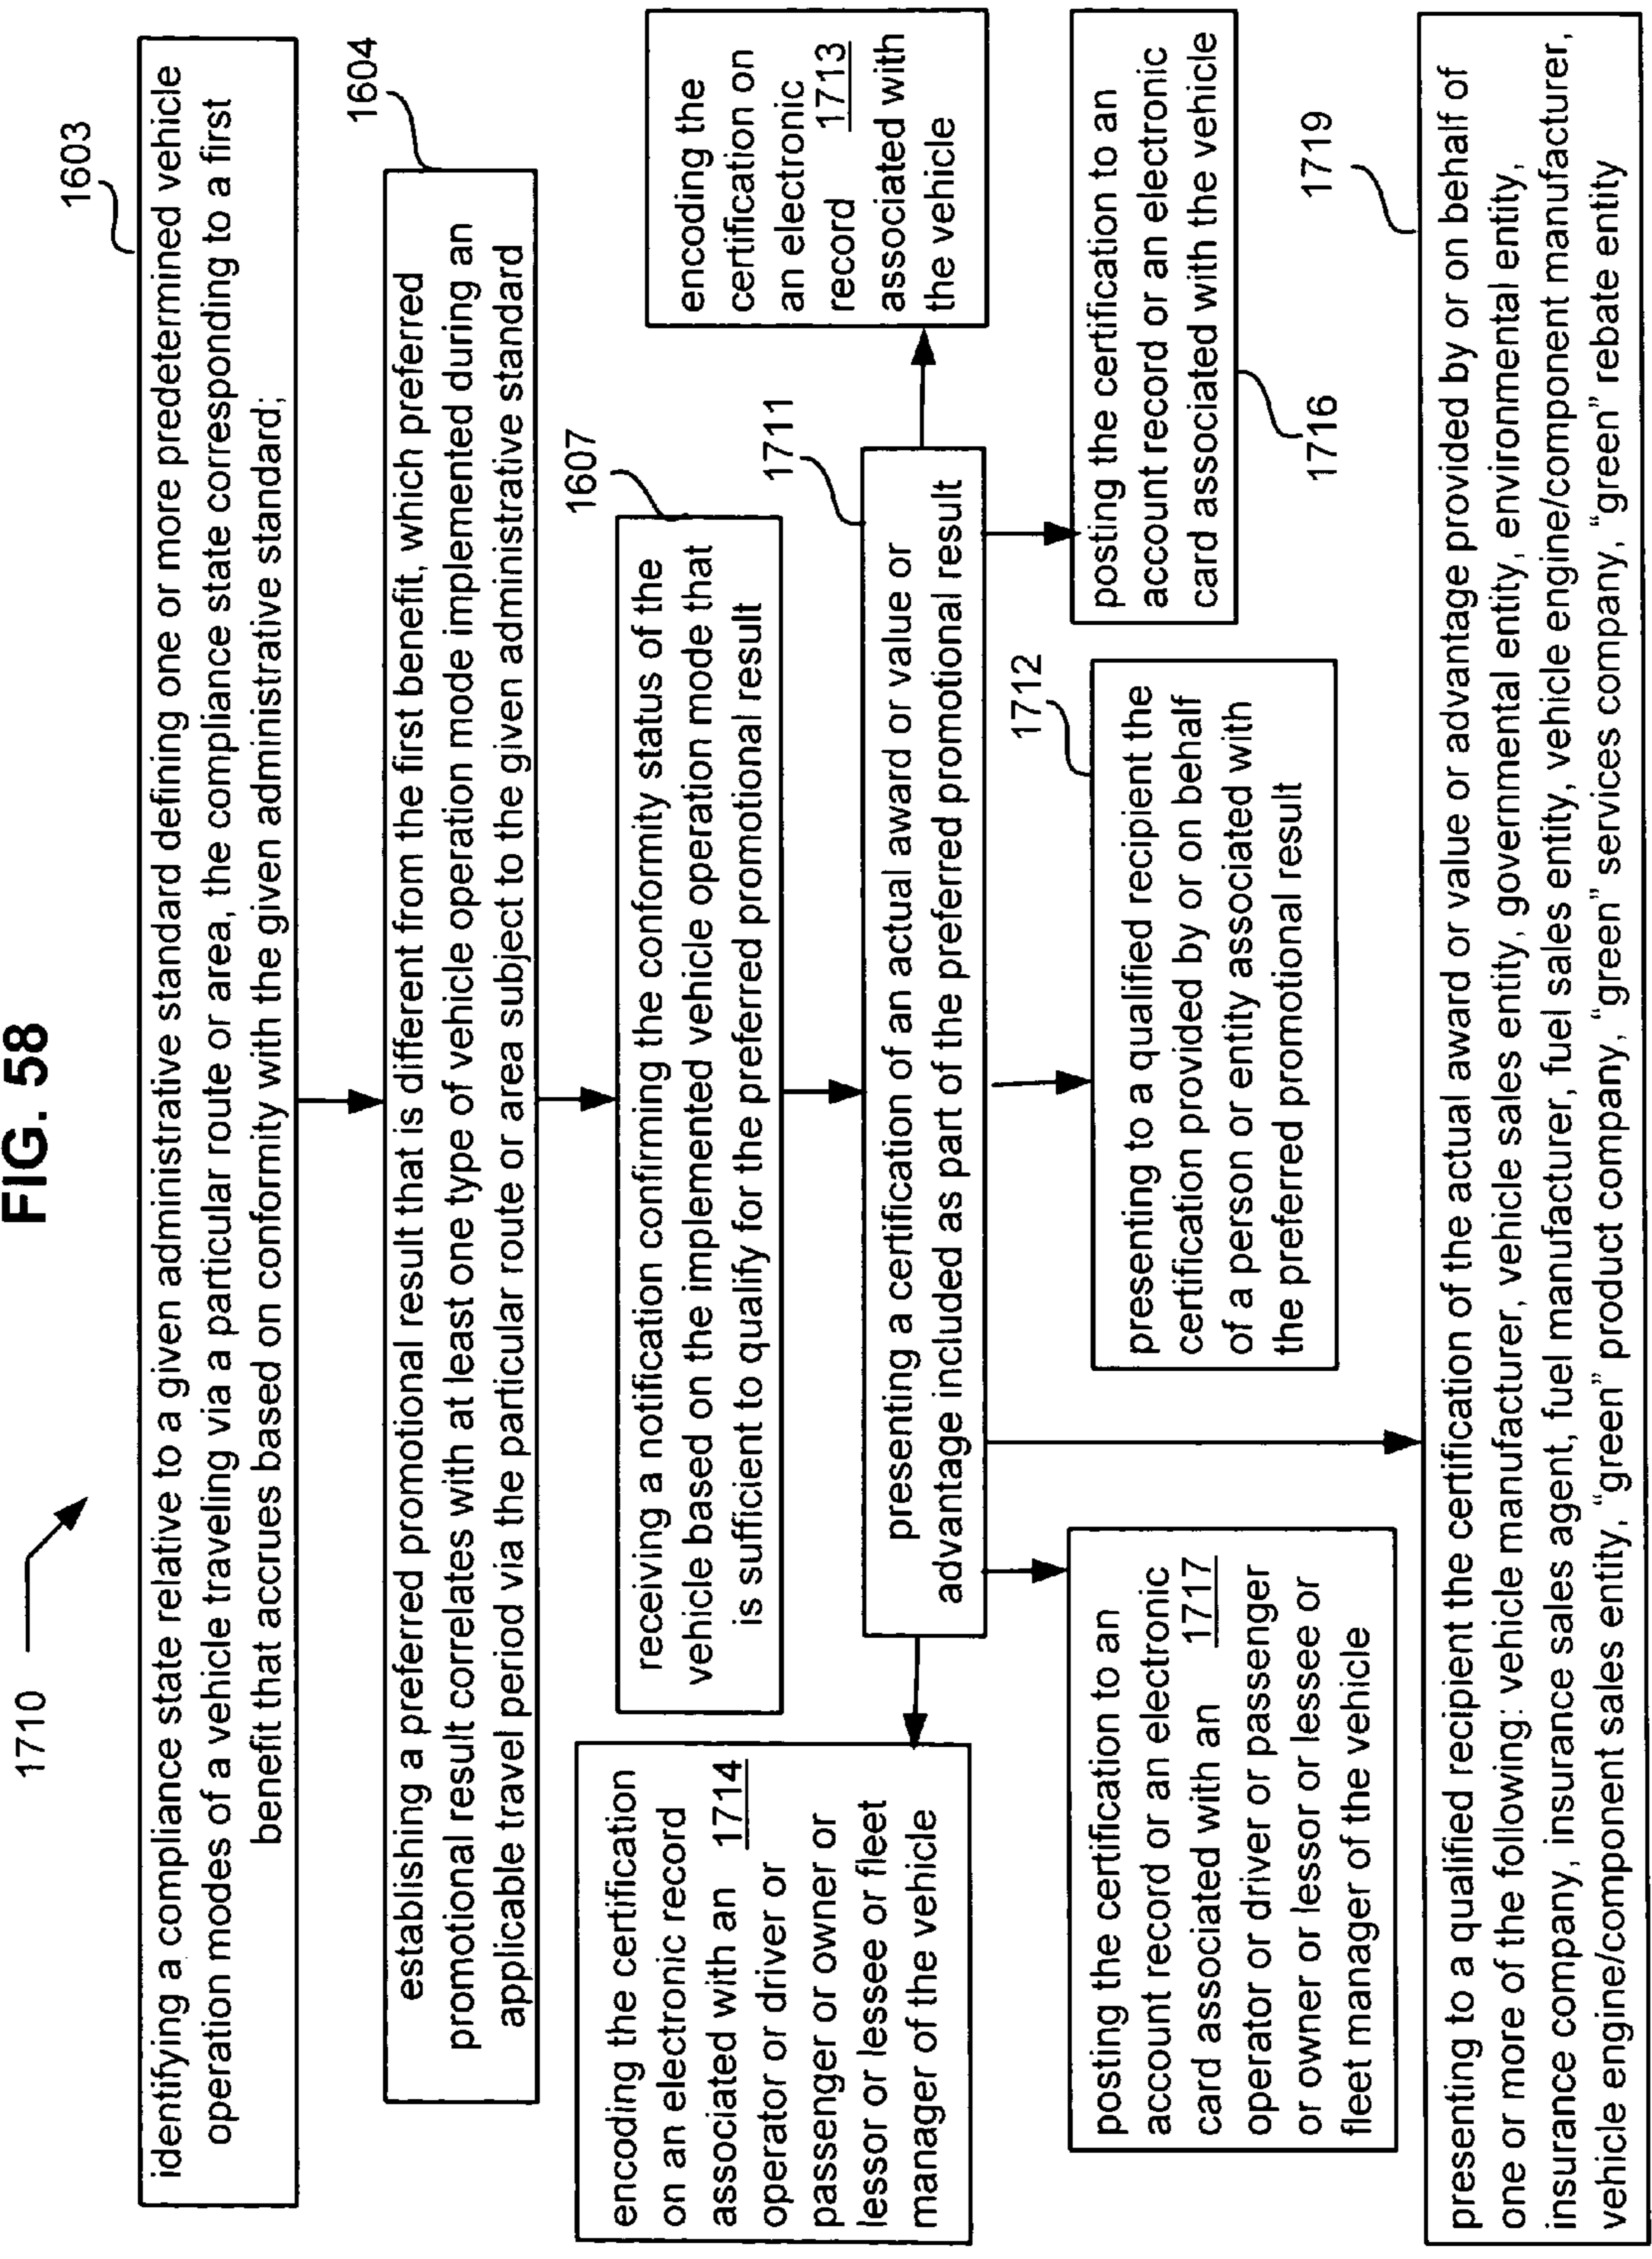 FIG. 58
1710
1603
identifying a compliance state relative to a given administrative standard defining one or more predetermined vehicle
operation modes of a vehicle traveling via a particular route or area, the compliance state corresponding to a first
benefit that accrues based on conformity with the given administrative standard;
1604
establishing a preferred promotional result that is different from the first benefit, which preferred
promotional result correlates with at least one type of vehicle operation mode implemented during an
applicable travel period via the particular route or area subject to the given administrative standard
1607
receiving a notification confirming the conformity status of the
vehicle based on the implemented vehicle operation mode that
is sufficient to qualify for the preferred promotional result
1711
presenting a certification of an actual award or value or
advantage included as part of the preferred promotional result
encoding the certification
on an electronic record
associated with an 1714
operator or driver or
passenger or owner or
lessor or lessee or fleet
manager of the vehicle
encoding the
certification on
an electronic
record 1713
associated with
the vehicle
posting the certification to an
account record or an electronic
card associated with an 1717
operator or driver or passenger
or owner or lessor or lessee or
fleet manager of the vehicle
1712
presenting to a qualified recipient the
certification provided by or on behalf
of a person or entity associated with
the preferred promotional result
posting the certification to an
account record or an electronic
card associated with the vehicle
1716
1719
presenting to a qualified recipient the certification of the actual award or value or advantage provided by or on behalf of
one or more of the following: vehicle manufacturer, vehicle sales entity, governmental entity, environmental entity,
insurance company, insurance sales agent, fuel manufacturer, fuel sales entity, vehicle engine/component manufacturer,
vehicle engine/component sales entity, “green” product company, “green” services company, “green” rebate entity